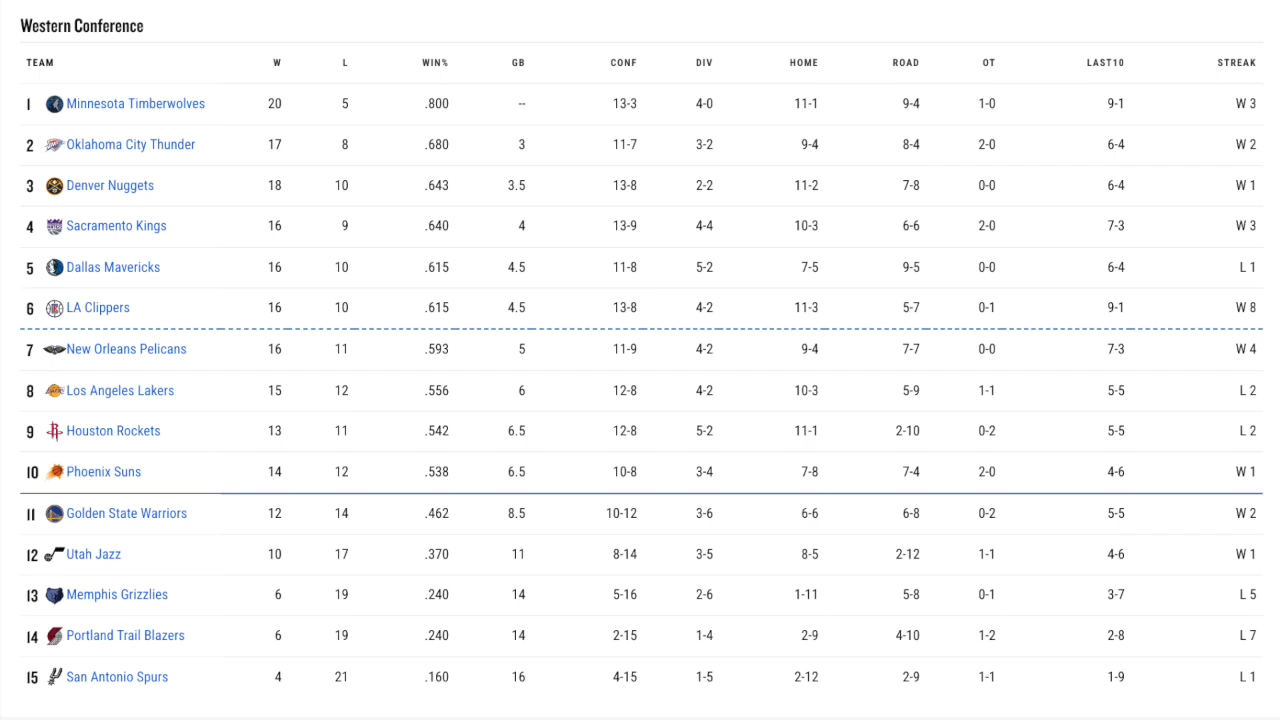 Western Conference
TEAM W L WIN% GB CONF DIV HOME ROAD OT LAST10 STREAK
1 Minnesota Timberwolves 20 5 .800 -- 13-3 4-0 11-1 9-4 1-0 9-1 W 3
2 Oklahoma City Thunder 17 8 .680 3 11-7 3-2 9-4 8-4 2-0 6-4 W 2
3 Denver Nuggets 18 10 .643 3.5 13-8 2-2 11-2 7-8 0-0 6-4 W 1
4 Sacramento Kings 16 9 .640 4 13-9 4-4 10-3 6-6 2-0 7-3 W 3
5 Dallas Mavericks 16 10 .615 4.5 11-8 5-2 7-5 9-5 0-0 6-4 L 1
6 LA Clippers 16 10 .615 4.5 13-8 4-2 11-3 5-7 0-1 9-1 W 8
7 New Orleans Pelicans 16 11 .593 5 11-9 4-2 9-4 7-7 0-0 7-3 W 4
8 Los Angeles Lakers 15 12 .556 6 12-8 4-2 10-3 5-9 1-1 5-5 L 2
9 Houston Rockets 13 11 .542 6.5 12-8 5-2 11-1 2-10 0-2 5-5 L 2
10 Phoenix Suns 14 12 .538 6.5 10-8 3-4 7-8 7-4 2-0 4-6 W 1
11 Golden State Warriors 12 14 .462 8.5 10-12 3-6 6-6 6-8 0-2 5-5 W 2
12 Utah Jazz 10 17 .370 11 8-14 3-5 8-5 2-12 1-1 4-6 W 1
13 Memphis Grizzlies 6 19 .240 14 5-16 2-6 1-11 5-8 0-1 3-7 L 5
14 Portland Trail Blazers 6 19 .240 14 2-15 1-4 2-9 4-10 1-2 2-8 L 7
15 San Antonio Spurs 4 21 .160 16 4-15 1-5 2-12 2-9 1-1 1-9 L 1